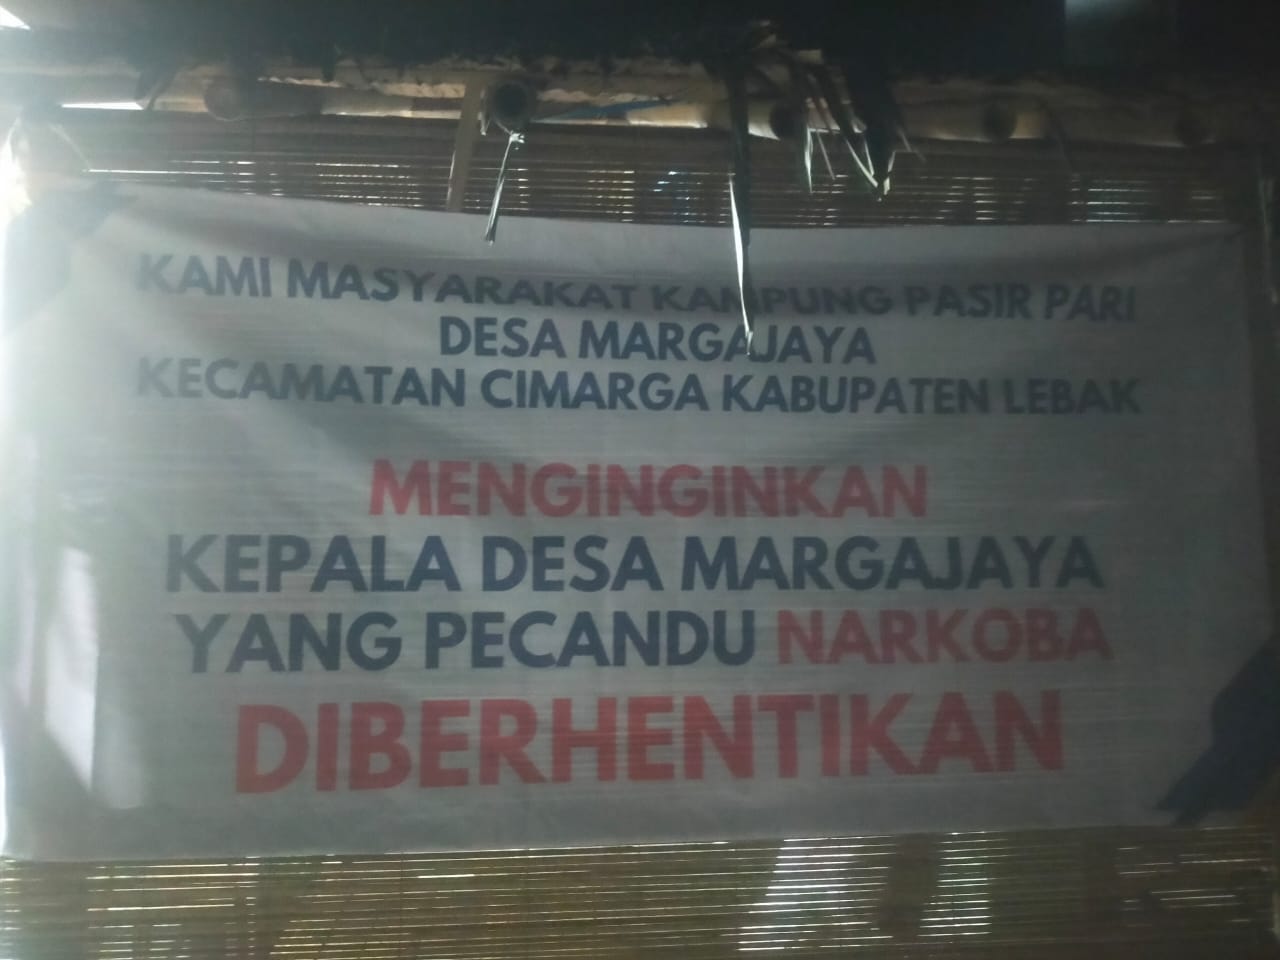 KAMI MASYARAKAT KAMPUNG PASIR PARI
DESA MARGAJAYA
KECAMATAN CIMARGA KABUPATEN LEBAK
MENGINGINKAN
KEPALA DESA MARGAJAYA
YANG PECANDU NARKOBA
DIBERHENTIKAN